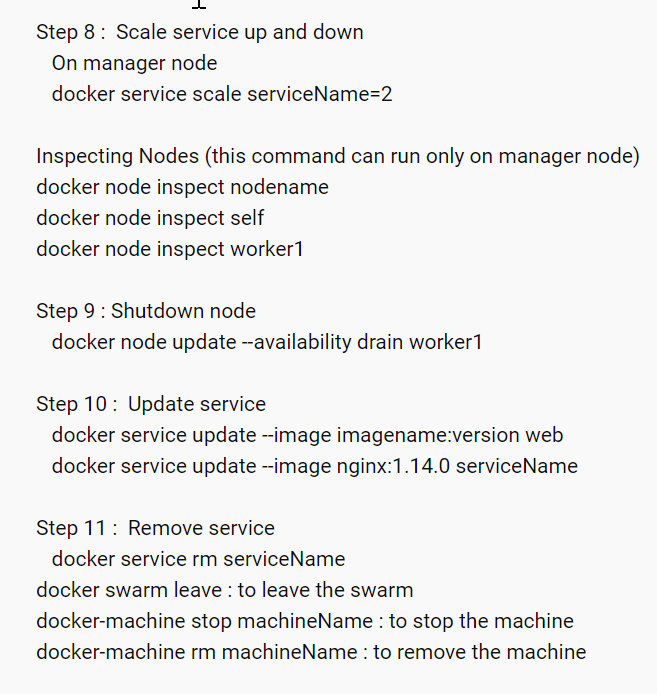 Step 8 :  Scale service up and down
On manager node
docker service scale serviceName=2
Inspecting Nodes (this command can run only on manager node)
docker node inspect nodename
docker node inspect self
docker node inspect worker1
Step 9 : Shutdown node
docker node update --availability drain worker1
Step 10 :  Update service
docker service update --image imagename:version web
docker service update --image nginx:1.14.0 serviceName
Step 11 :  Remove service
docker service rm serviceName
docker swarm leave : to leave the swarm
docker-machine stop machineName : to stop the machine
docker-machine rm machineName : to remove the machine